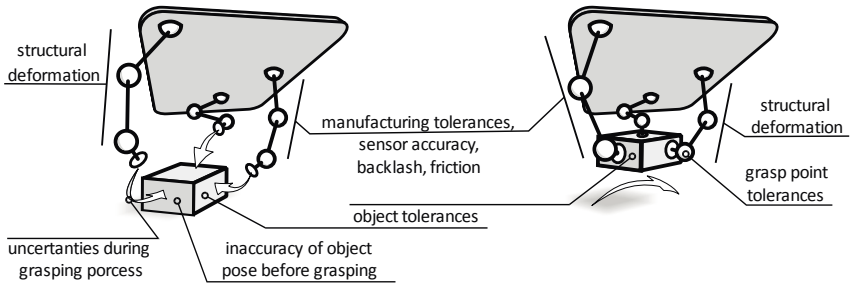 structural
deformation
manufacturing tolerances,
sensor accuracy,
backlash, friction
structural
deformation
grasp point
tolerances
object tolerances
uncertanties during
grasping porcess
inaccuracy of object
pose before grasping